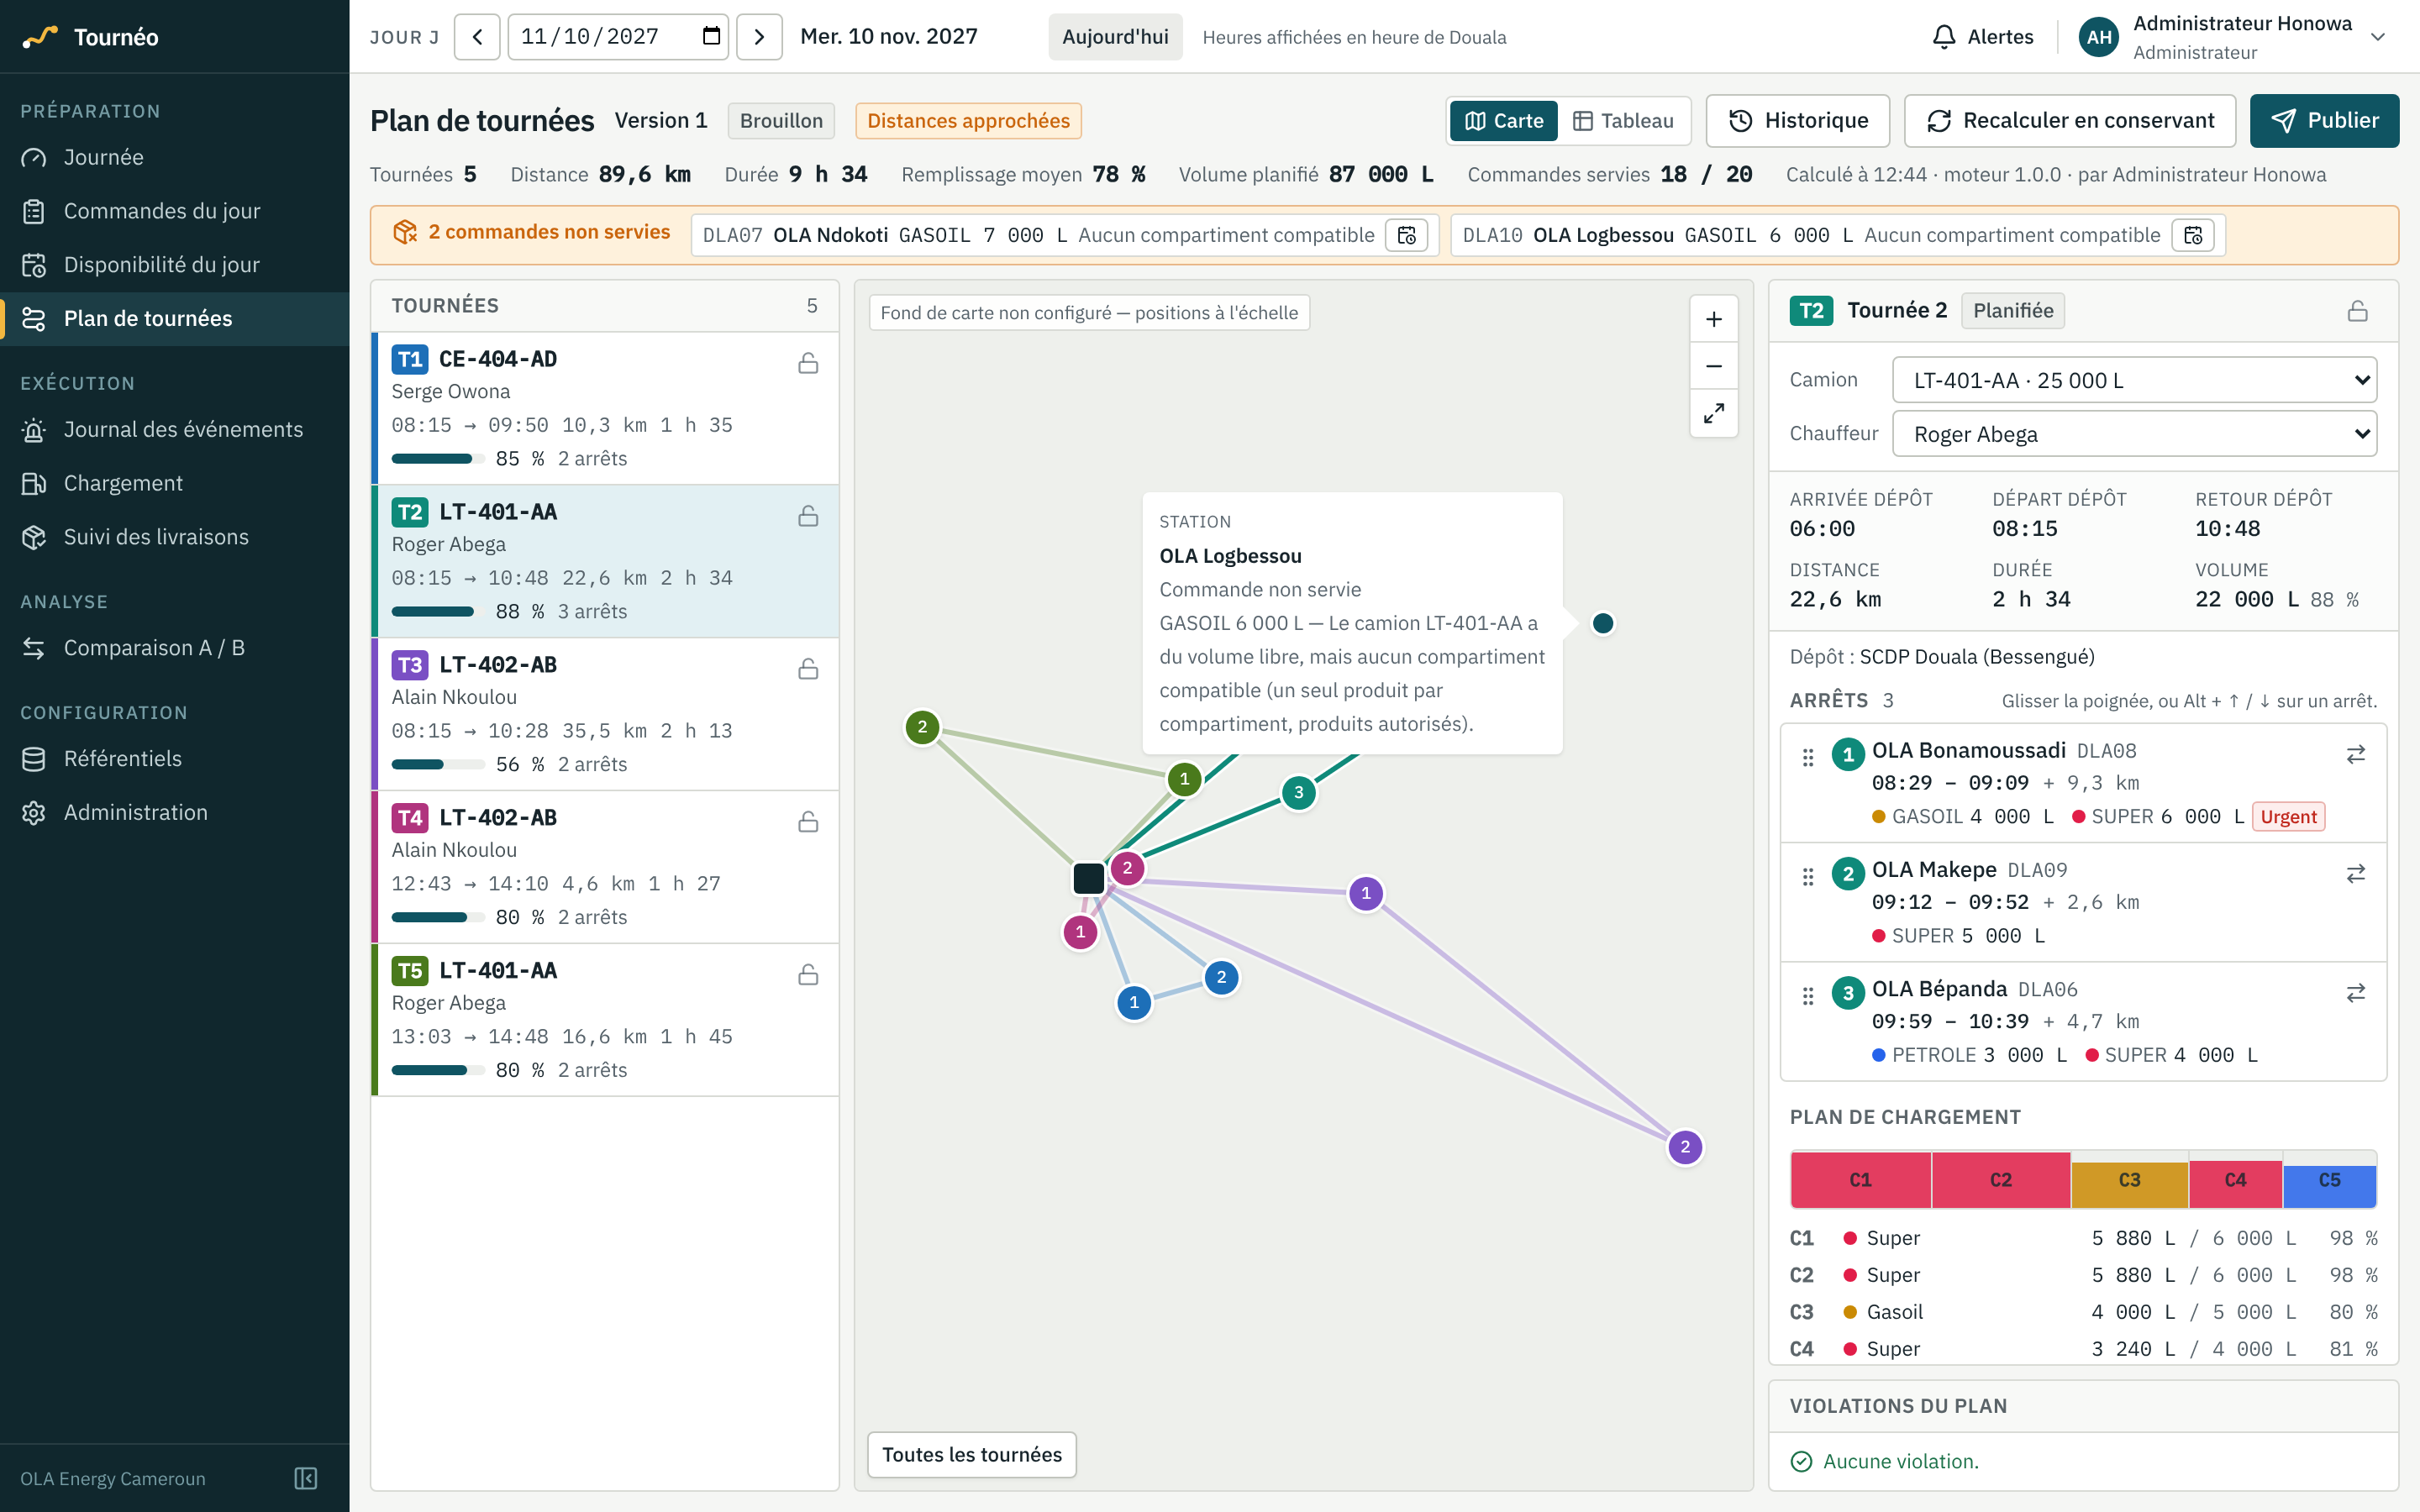 Tournéo
JOUR J
11/10/2027
Mer. 10 nov. 2027
Aujourd'hui
Heures affichées en heure de Douala
Alertes
AH
Administrateur Honowa
Administrateur
PRÉPARATION
Journée
Commandes du jour
Disponibilité du jour
Plan de tournées
EXÉCUTION
Journal des événements
Chargement
Suivi des livraisons
ANALYSE
Comparaison A / B
CONFIGURATION
Référentiels
Administration
OLA Energy Cameroun
Plan de tournées Version 1 Brouillon Distances approchées
Carte Tableau Historique Recalculer en conservant Publier
Tournées 5 Distance 89,6 km Durée 9 h 34 Remplissage moyen 78 % Volume planifié 87 000 L Commandes servies 18 / 20 Calculé à 12:44 · moteur 1.0.0 · par Administrateur Honowa
2 commandes non servies
DLA07 OLA Ndokoti GASOIL 7 000 L Aucun compartiment compatible
DLA10 OLA Logbessou GASOIL 6 000 L Aucun compartiment compatible
TOURNÉES 5
T1 CE-404-AD
Serge Owona
08:15 → 09:50 10,3 km 1 h 35
85 % 2 arrêts
T2 LT-401-AA
Roger Abega
08:15 → 10:48 22,6 km 2 h 34
88 % 3 arrêts
T3 LT-402-AB
Alain Nkoulou
08:15 → 10:28 35,5 km 2 h 13
56 % 2 arrêts
T4 LT-402-AB
Alain Nkoulou
12:43 → 14:10 4,6 km 1 h 27
80 % 2 arrêts
T5 LT-401-AA
Roger Abega
13:03 → 14:48 16,6 km 1 h 45
80 % 2 arrêts
Fond de carte non configuré — positions à l'échelle
+
−
STATION
OLA Logbessou
Commande non servie
GASOIL 6 000 L — Le camion LT-401-AA a
du volume libre, mais aucun compartiment
compatible (un seul produit par
compartiment, produits autorisés).
2
1
3
2
1
1
2
1
2
Toutes les tournées
T2 Tournée 2 Planifiée
Camion LT-401-AA · 25 000 L
Chauffeur Roger Abega
ARRIVÉE DÉPÔT DÉPART DÉPÔT RETOUR DÉPÔT
06:00 08:15 10:48
DISTANCE DURÉE VOLUME
22,6 km 2 h 34 22 000 L 88 %
Dépôt : SCDP Douala (Bessengué)
ARRÊTS 3 Glisser la poignée, ou Alt + ↑ / ↓ sur un arrêt.
1 OLA Bonamoussadi DLA08
08:29 – 09:09 + 9,3 km
GASOIL 4 000 L SUPER 6 000 L Urgent
2 OLA Makepe DLA09
09:12 – 09:52 + 2,6 km
SUPER 5 000 L
3 OLA Bépanda DLA06
09:59 – 10:39 + 4,7 km
PETROLE 3 000 L SUPER 4 000 L
PLAN DE CHARGEMENT
C1 C2 C3 C4 C5
C1 Super 5 880 L / 6 000 L 98 %
C2 Super 5 880 L / 6 000 L 98 %
C3 Gasoil 4 000 L / 5 000 L 80 %
C4 Super 3 240 L / 4 000 L 81 %
VIOLATIONS DU PLAN
Aucune violation.